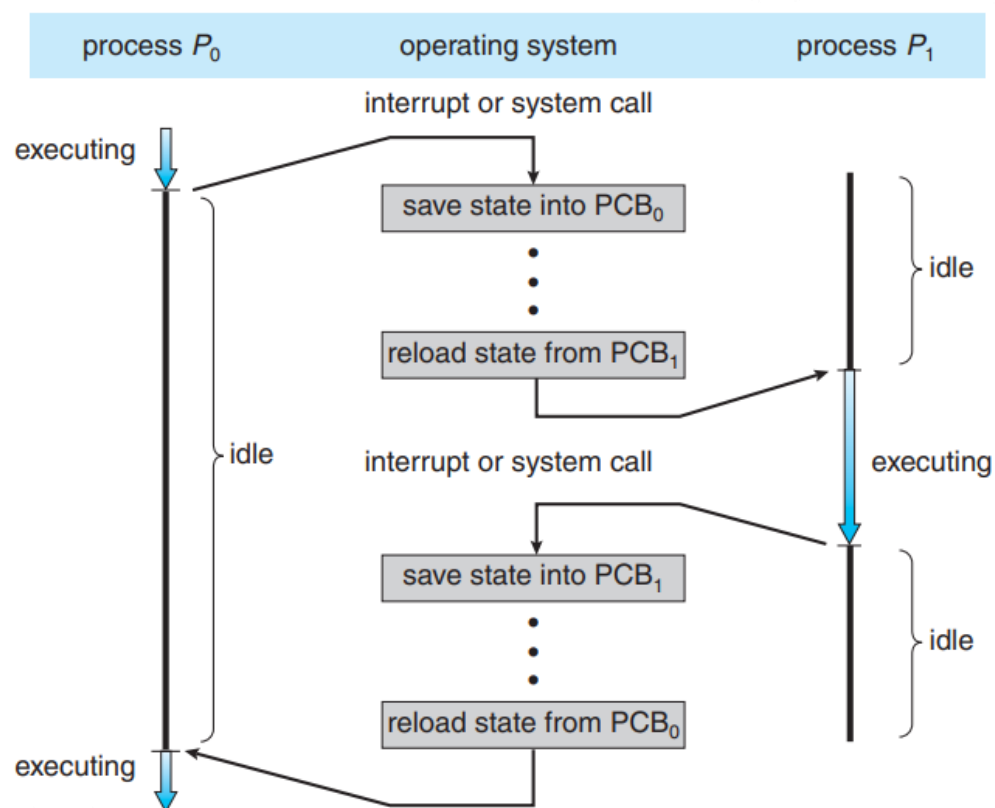 process P₀ operating system process P₁
interrupt or system call
executing
save state into PCB₀
idle
reload state from PCB₁
idle
interrupt or system call
executing
save state into PCB₁
idle
reload state from PCB₀
executing